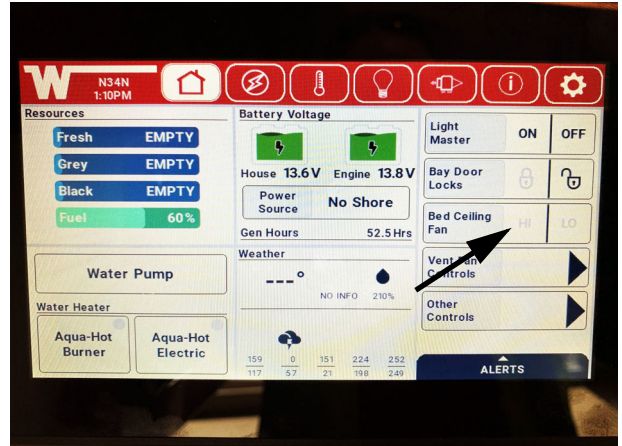 W
N34N
1:10PM
Resources
Fresh EMPTY
Grey EMPTY
Black EMPTY
Fuel 60%
Water Pump
Water Heater
Aqua-Hot
Burner
Aqua-Hot
Electric
Battery Voltage
House 13.6V Engine 13.8V
Power
Source
No Shore
Gen Hours 52.5 Hrs
Weather
---°
NO INFO 210%
159 0 151 224 252
117 57 21 198 249
Light
Master
ON OFF
Bay Door
Locks
Bed Ceiling
Fan
HI LO
Vent Fan
Controls
Other
Controls
ALERTS